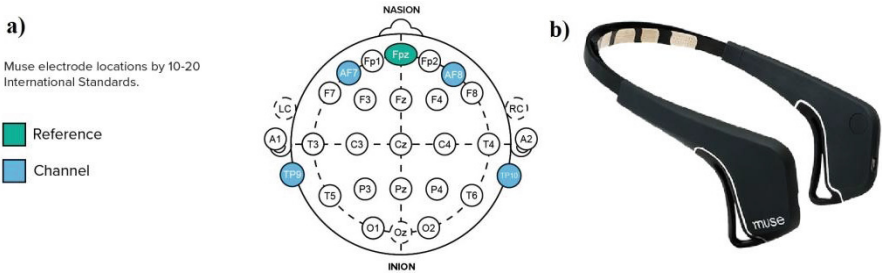 a)
Muse electrode locations by 10-20
International Standards.
Reference
Channel
NASION
Fpz
Fp1
Fp2
AF7
AF8
F7
F3
Fz
F4
F8
LC
RC
A1
T3
C3
Cz
C4
T4
A2
TP9
TP10
T5
P3
Pz
P4
T6
O1
Oz
O2
INION
b)
muse